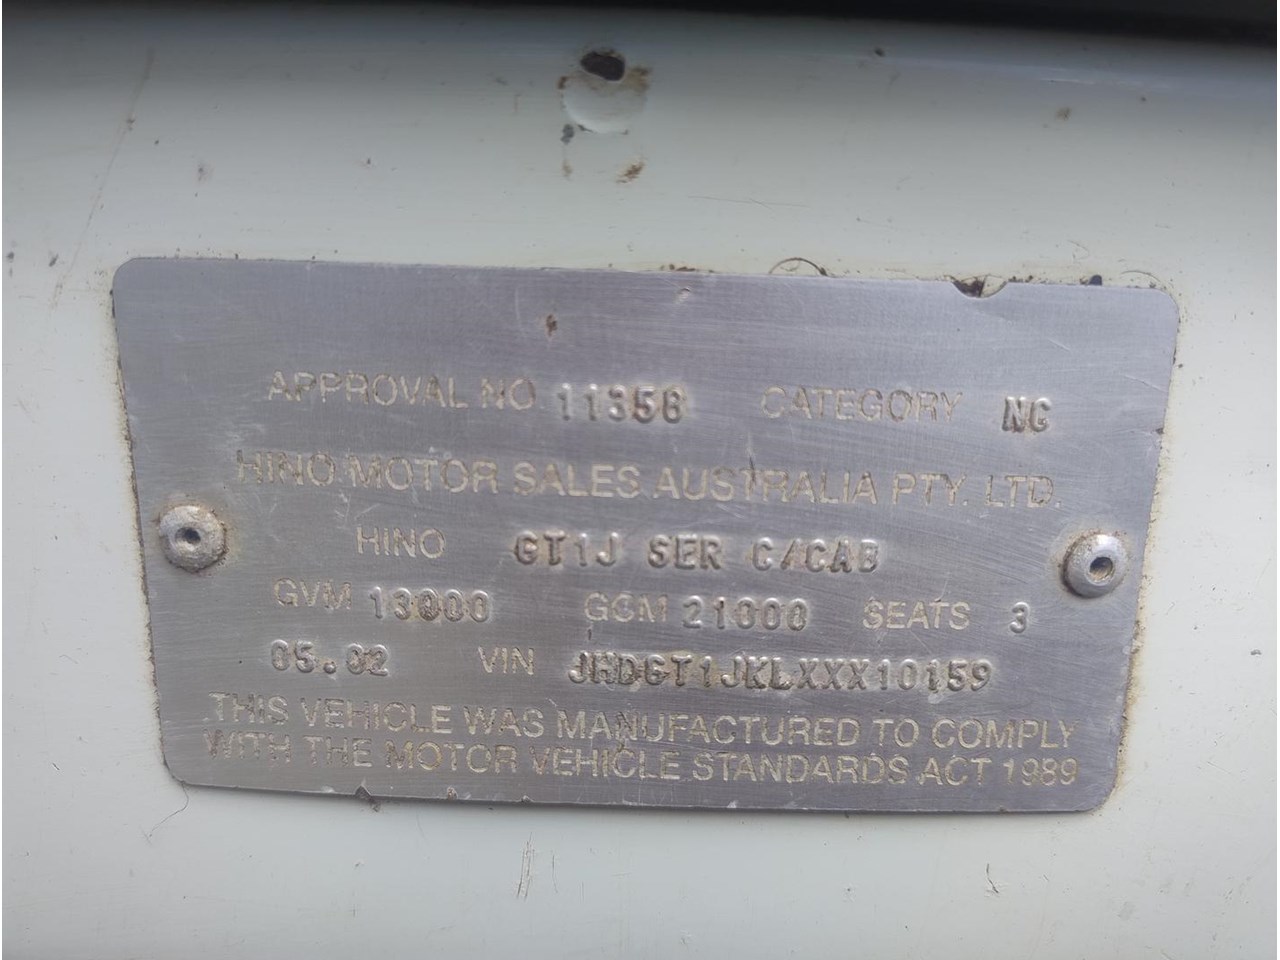 APPROVAL NO 11358 CATEGORY NC
HINO MOTOR SALES AUSTRALIA PTY. LTD.
HINO GT1J SER C/CAB
GVM 13000 GCM 21000 SEATS 3
05.02 VIN JHDGT1JKLXXX10159
THIS VEHICLE WAS MANUFACTURED TO COMPLY
WITH THE MOTOR VEHICLE STANDARDS ACT 1989